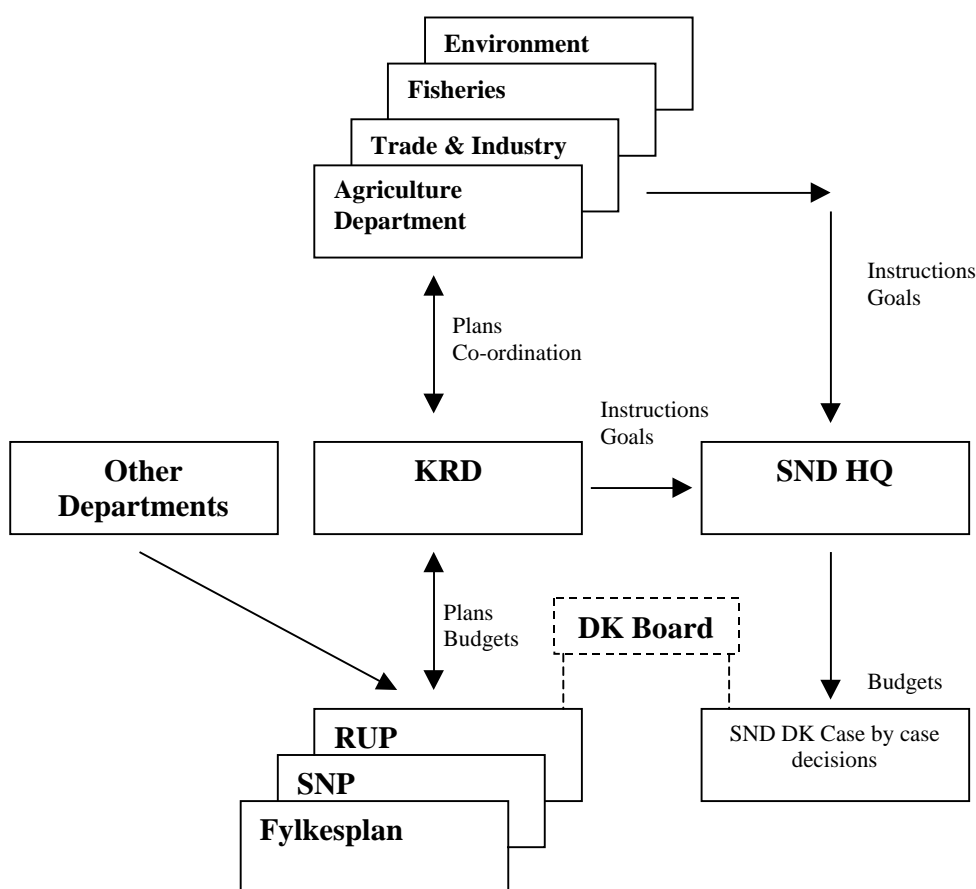 Environment
Fisheries
Trade & Industry
Agriculture
Department
Instructions
Goals
Plans
Co-ordination
Instructions
Goals
Other
Departments
KRD
SND HQ
Plans
Budgets
DK Board
Budgets
RUP
SND DK Case by case
decisions
SNP
Fylkesplan